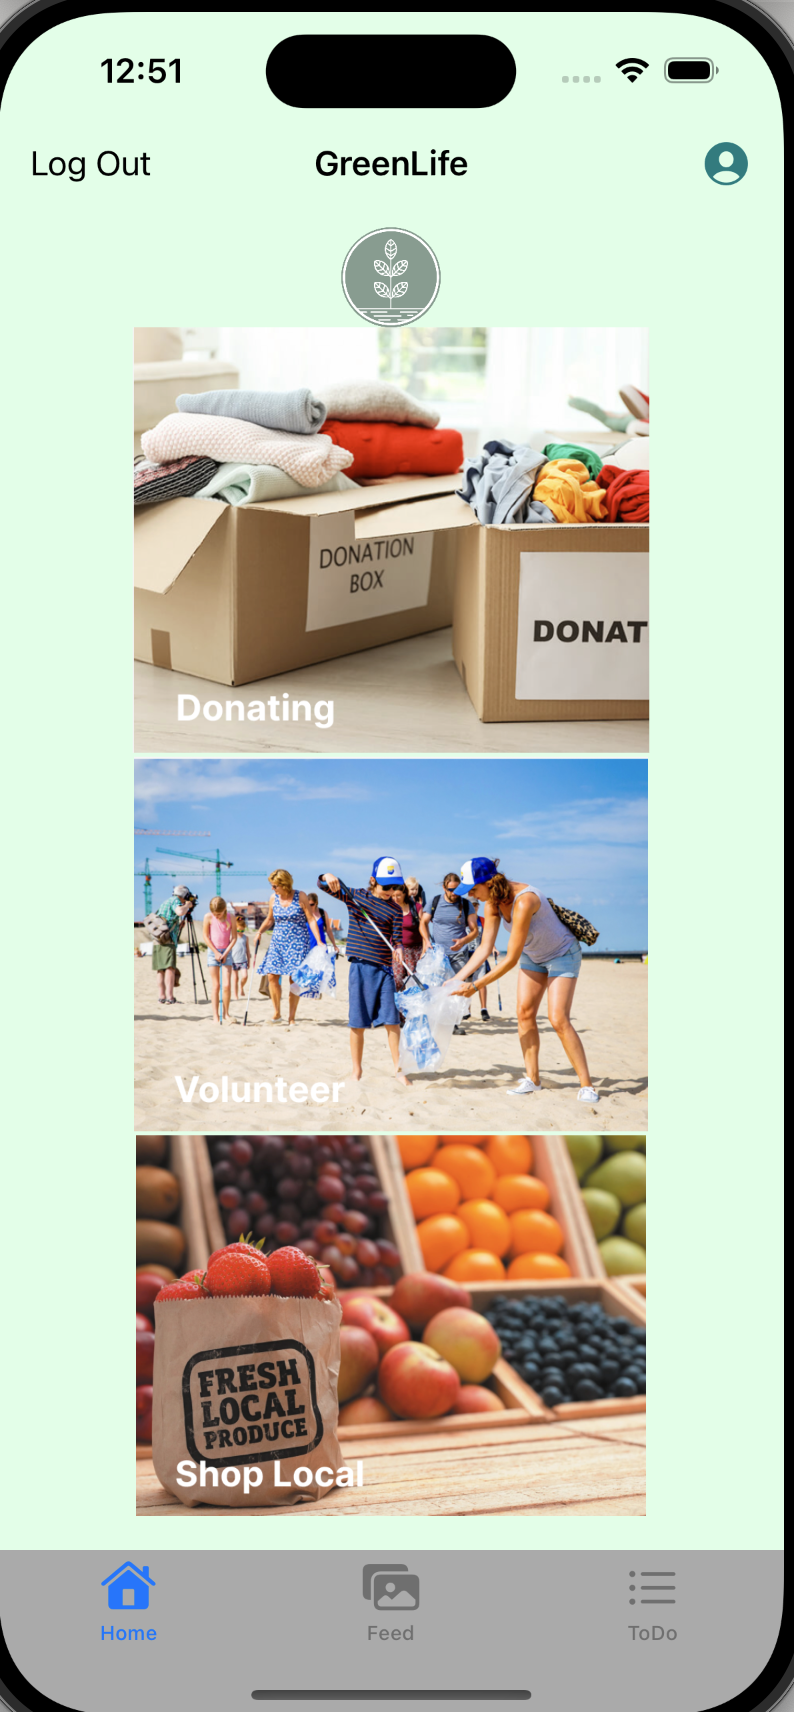 12:51
Log Out
GreenLife
DONATION
BOX
DONAT
Donating
Volunteer
FRESH
LOCAL
PRODUCE
Shop Local
Home
Feed
ToDo